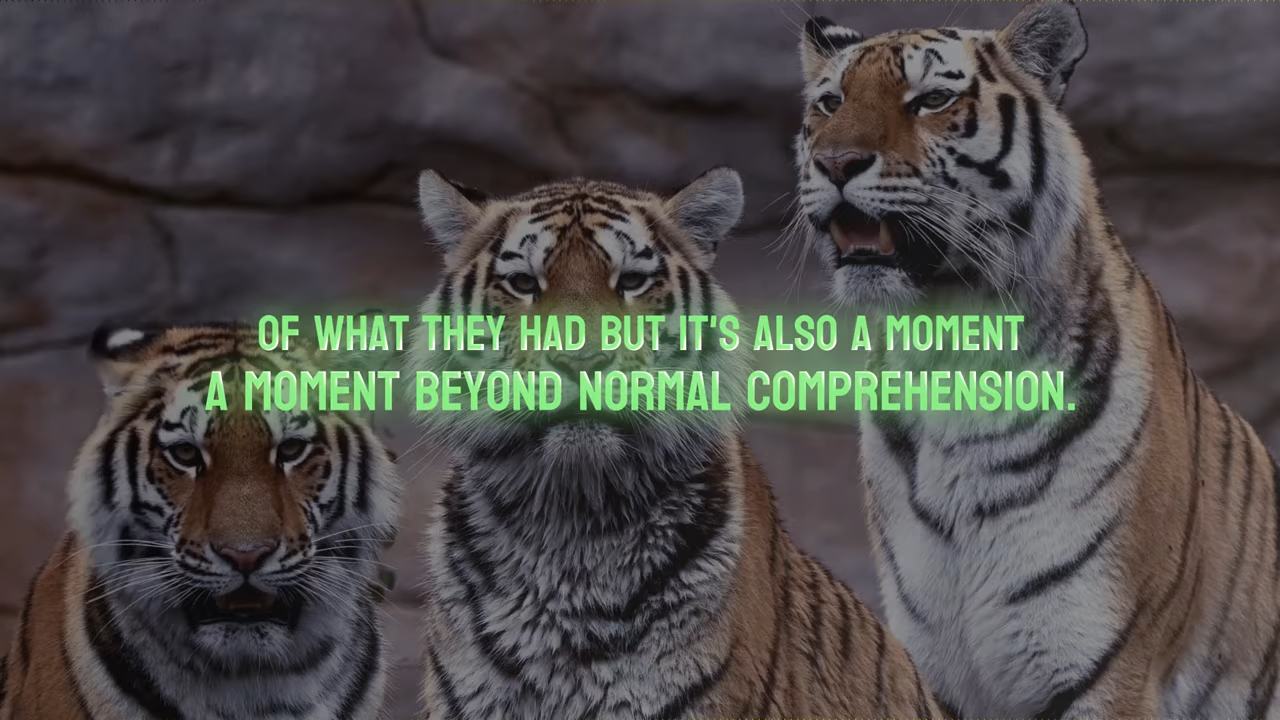 OF WHAT THEY HAD BUT IT'S ALSO A MOMENT
A MOMENT BEYOND NORMAL COMPREHENSION.